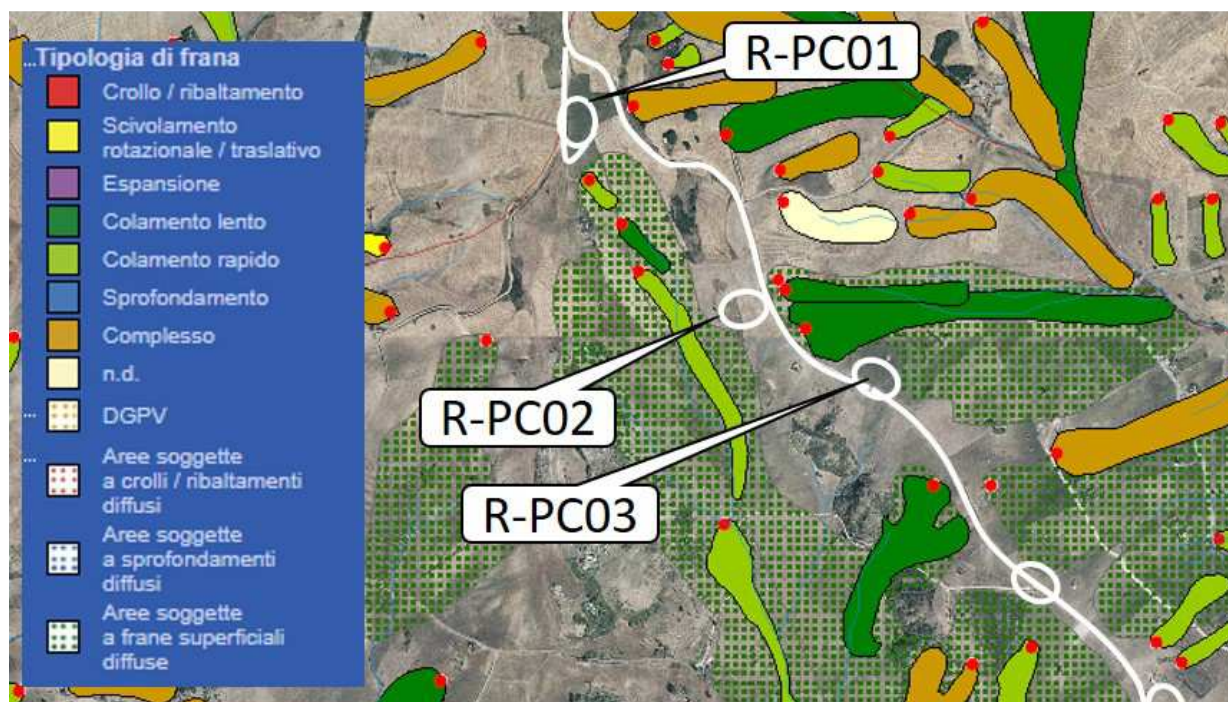 ...Tipologia di frana
Crollo / ribaltamento
Scivolamento
rotazionale / traslativo
Espansione
Colamento lento
Colamento rapido
Sprofondamento
Complesso
n.d.
...
DGPV
...
Aree soggette
a crolli / ribaltamenti
diffusi
Aree soggette
a sprofondamenti
diffusi
Aree soggette
a frane superficiali
diffuse
R-PC01
R-PC02
R-PC03